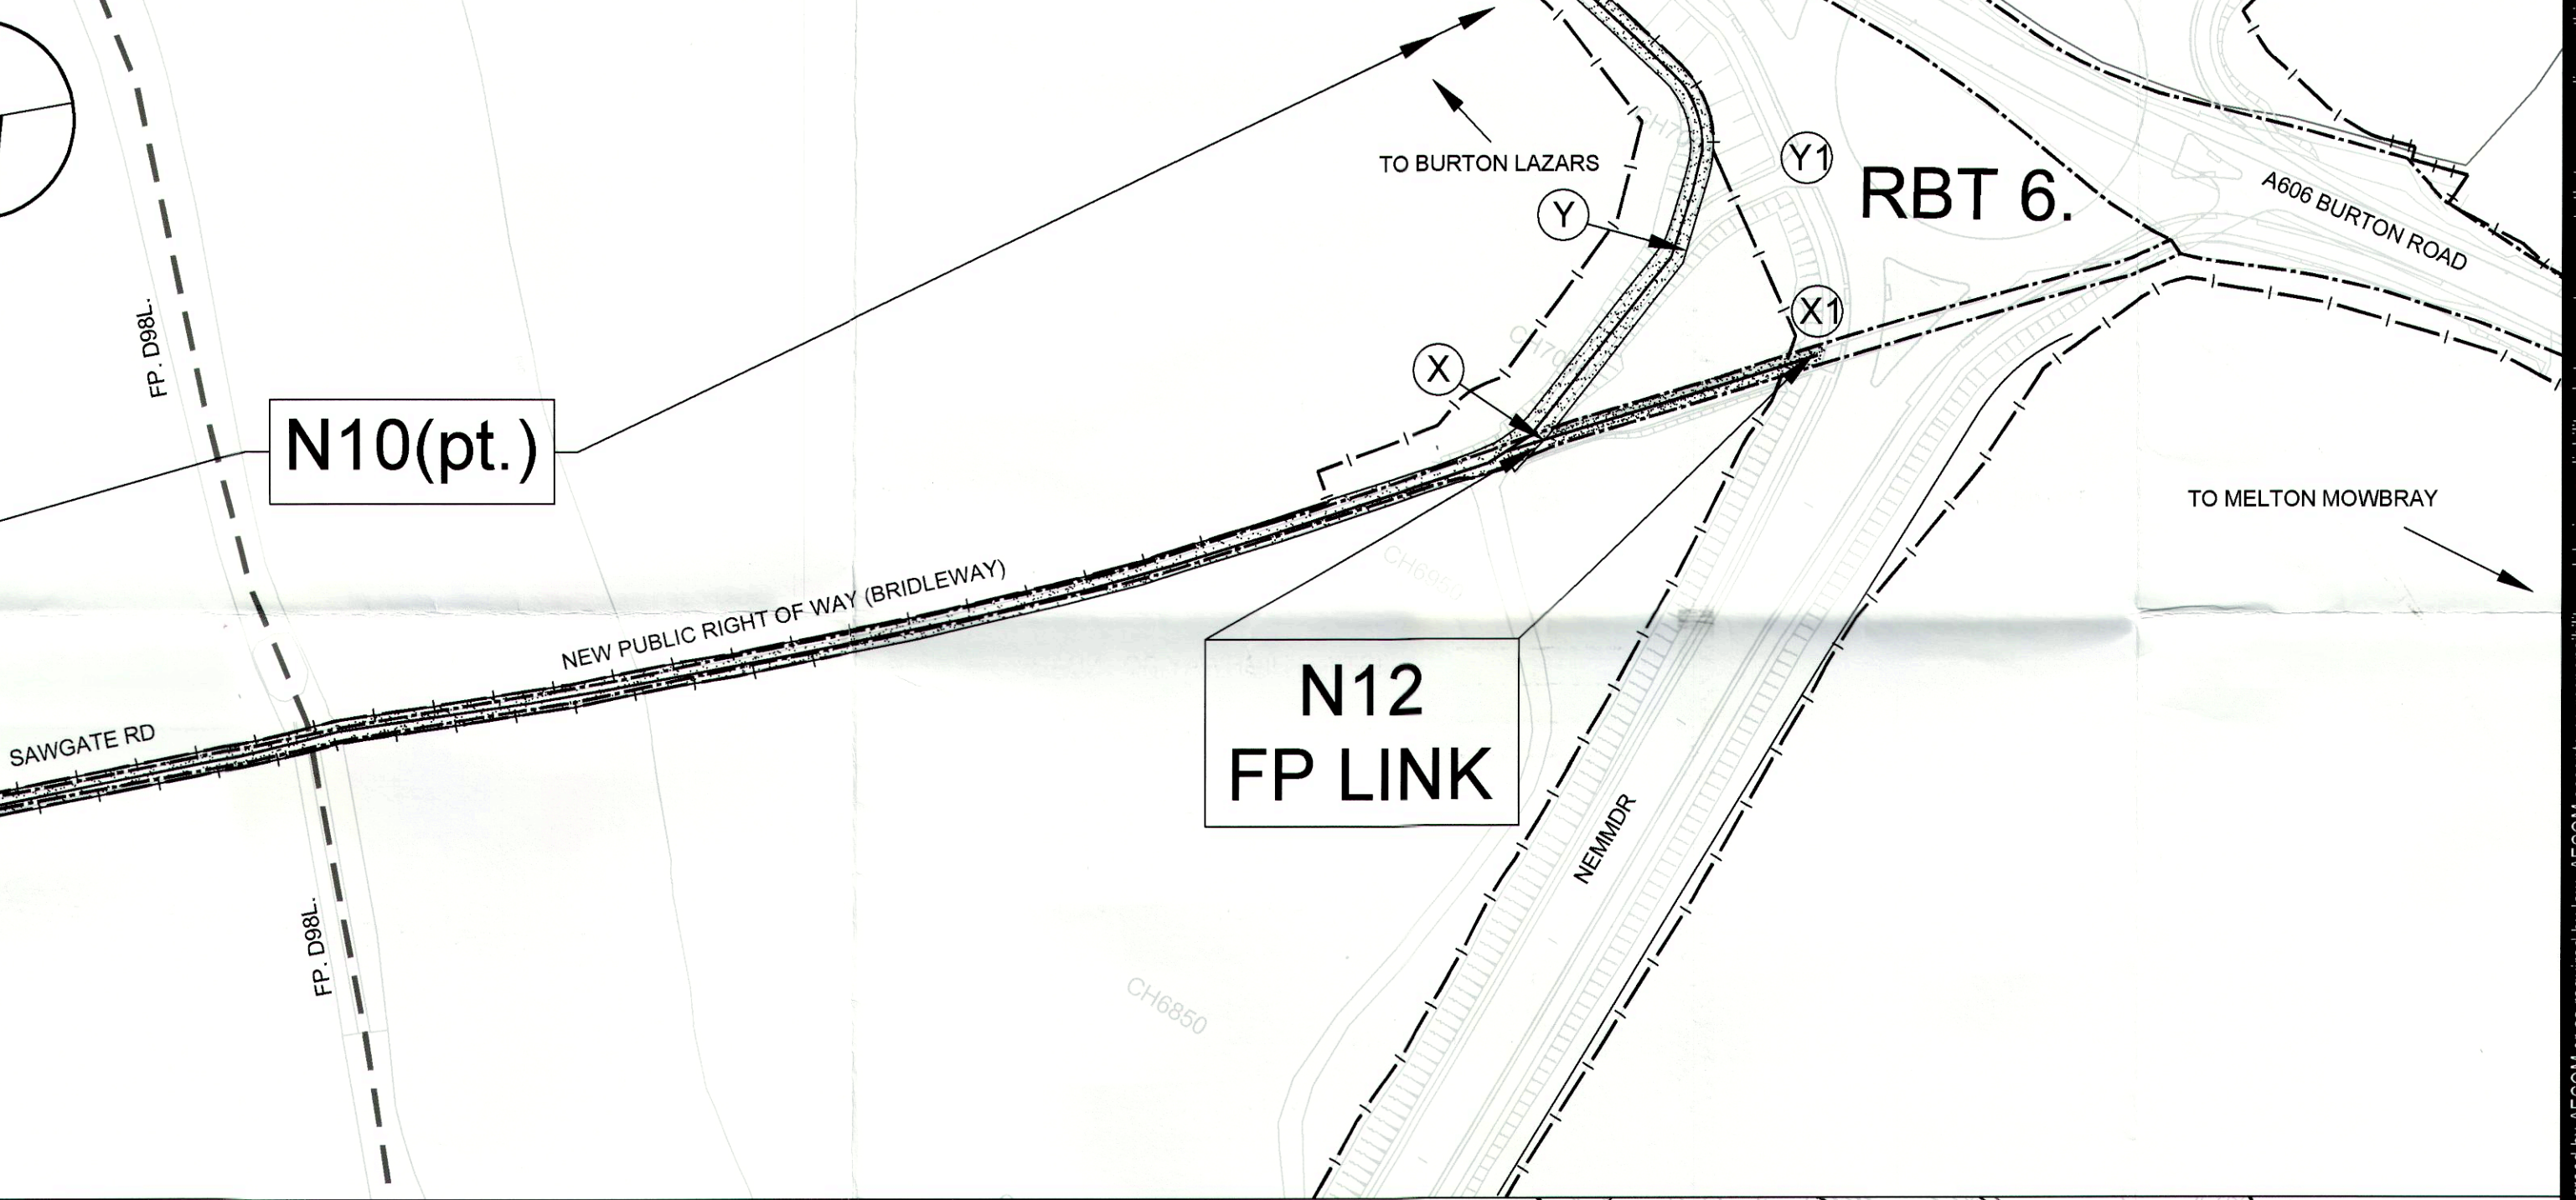 TO BURTON LAZARS
Y1
RBT 6.
Y
A606 BURTON ROAD
X1
FP. D98L.
X
N10(pt.)
TO MELTON MOWBRAY
NEW PUBLIC RIGHT OF WAY (BRIDLEWAY)
CH6950
SAWGATE RD
N12
FP LINK
NEMMDR
FP. D98L.
CH6850